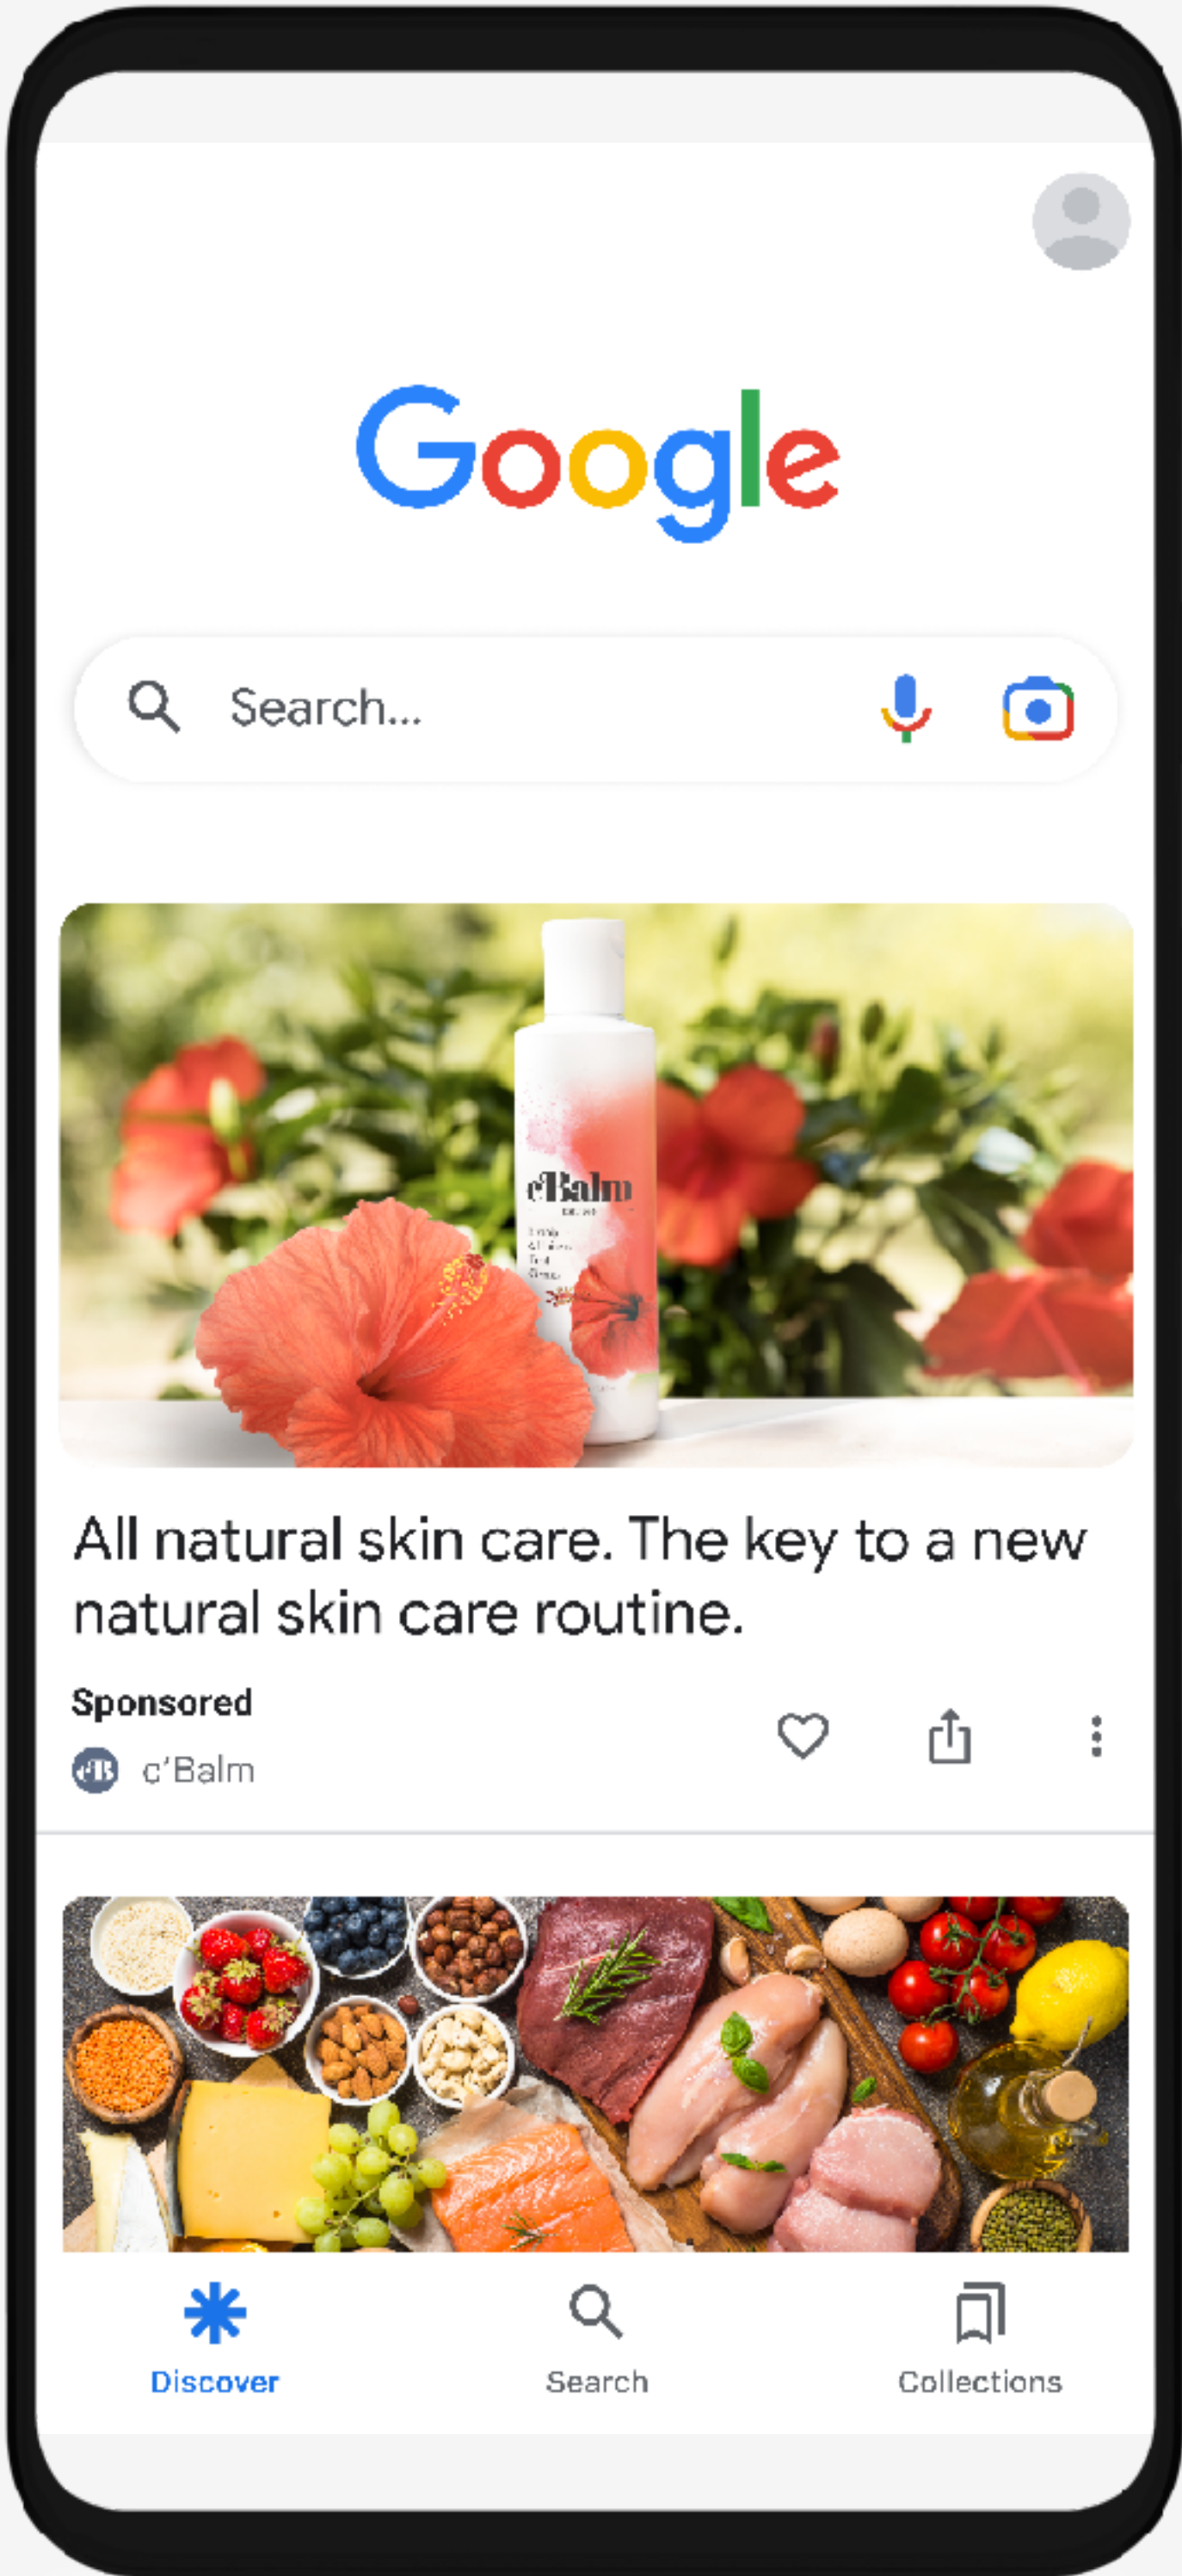 Google
Search...
c'Balm
All natural skin care. The key to a new
natural skin care routine.
Sponsored
c'B c'Balm
Discover Search Collections